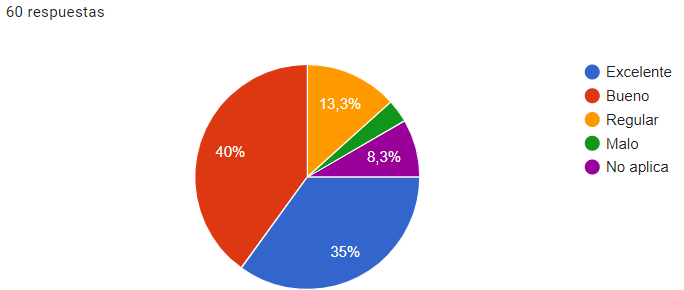 60 respuestas
13,3%
40%
8,3%
35%
Excelente
Bueno
Regular
Malo
No aplica